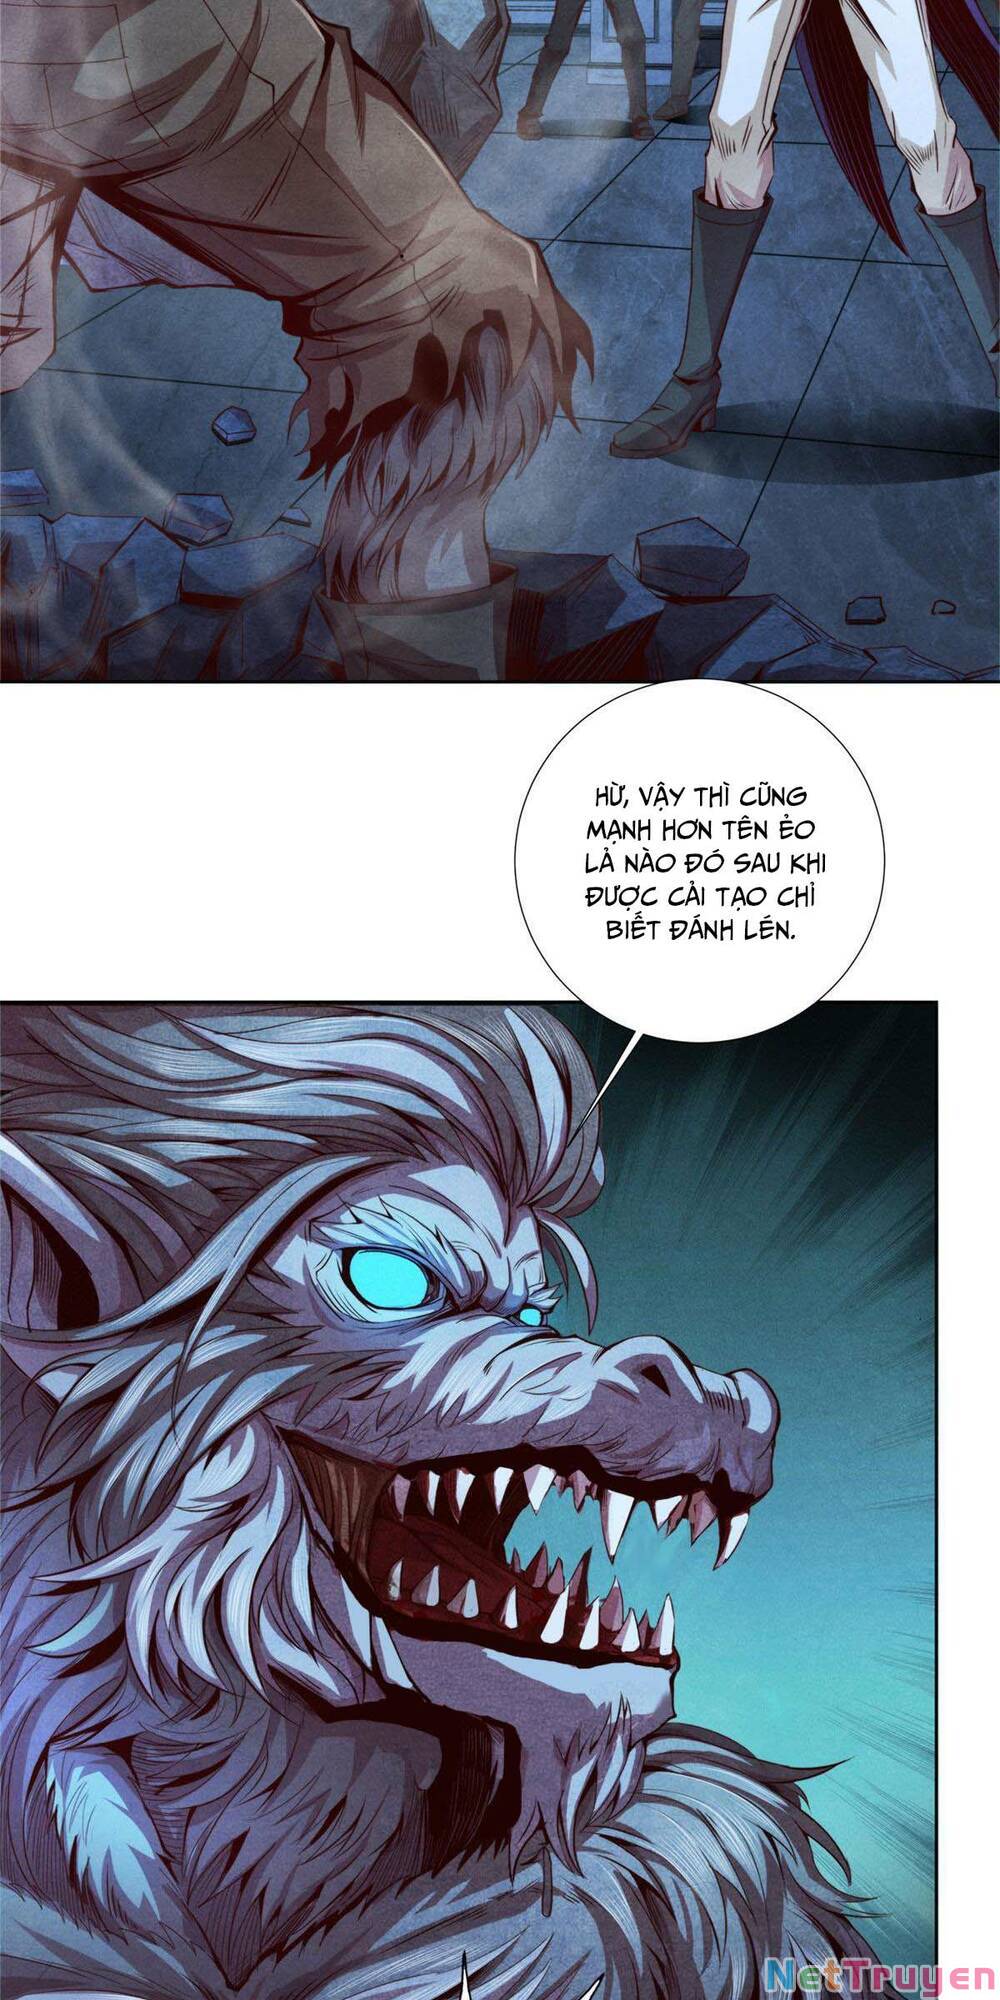 HỪ, VẬY THÌ CŨNG
MẠNH HƠN TÊN ẺO
LẢ NÀO ĐÓ SAU KHI
ĐƯỢC CẢI TẠO CHỈ
BIẾT ĐÁNH LÉN.
NetTruyen